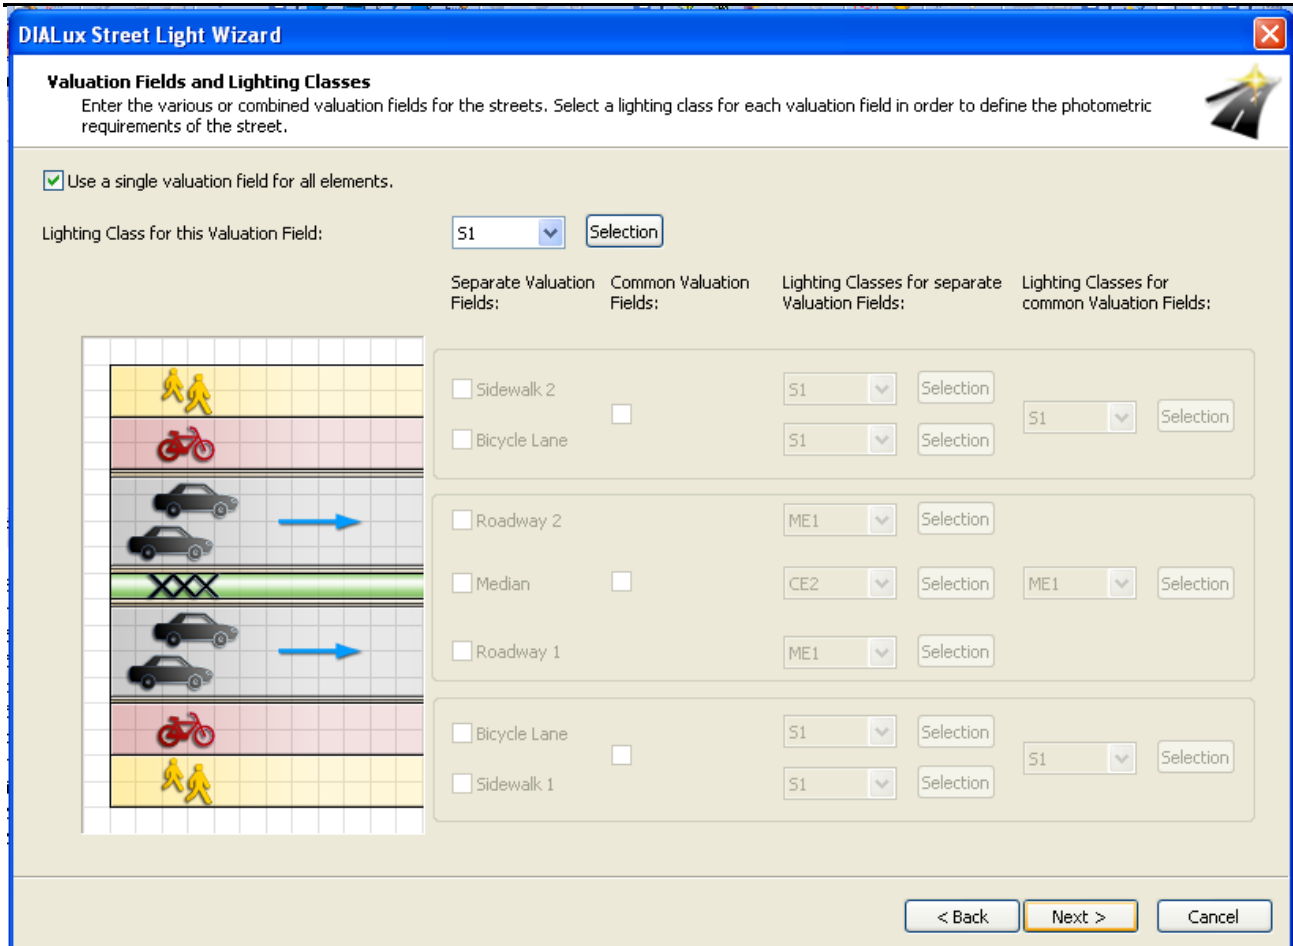 DIALux Street Light Wizard
Valuation Fields and Lighting Classes
Enter the various or combined valuation fields for the streets. Select a lighting class for each valuation field in order to define the photometric
requirements of the street.
Use a single valuation field for all elements.
Lighting Class for this Valuation Field:
S1
Selection
Separate Valuation Common Valuation Lighting Classes for separate Lighting Classes for
Fields: Fields: Valuation Fields: common Valuation Fields:
Sidewalk 2 S1 Selection
S1 Selection
Bicycle Lane S1 Selection
Roadway 2 ME1 Selection
Median CE2 Selection ME1 Selection
Roadway 1 ME1 Selection
Bicycle Lane S1 Selection
S1 Selection
Sidewalk 1 S1 Selection
< Back Next > Cancel